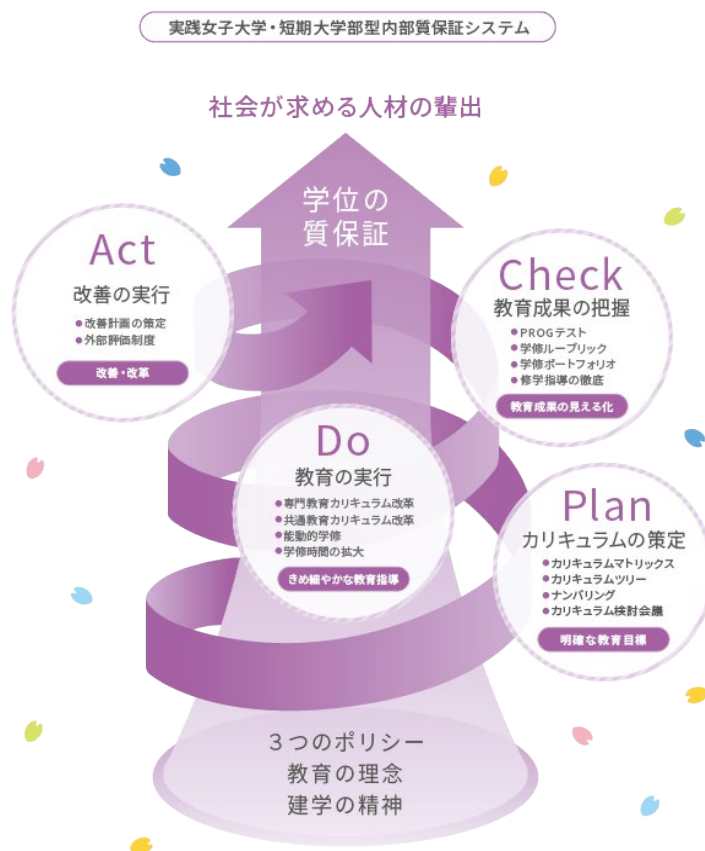 実践女子大学・短期大学部型内部質保証システム
社会が求める人材の輩出
学位の
質保証
Act
改善の実行
●改善計画の策定
●外部評価制度
改善・改革
Check
教育成果の把握
●PROGテスト
●学修ルーブリック
●学修ポートフォリオ
●修学指導の徹底
教育成果の見える化
Do
教育の実行
●専門教育カリキュラム改革
●共通教育カリキュラム改革
●能動的学修
●学修時間の拡大
きめ細やかな教育指導
Plan
カリキュラムの策定
●カリキュラムマトリックス
●カリキュラムツリー
●ナンバリング
●カリキュラム検討会議
明確な教育目標
３つのポリシー
教育の理念
建学の精神